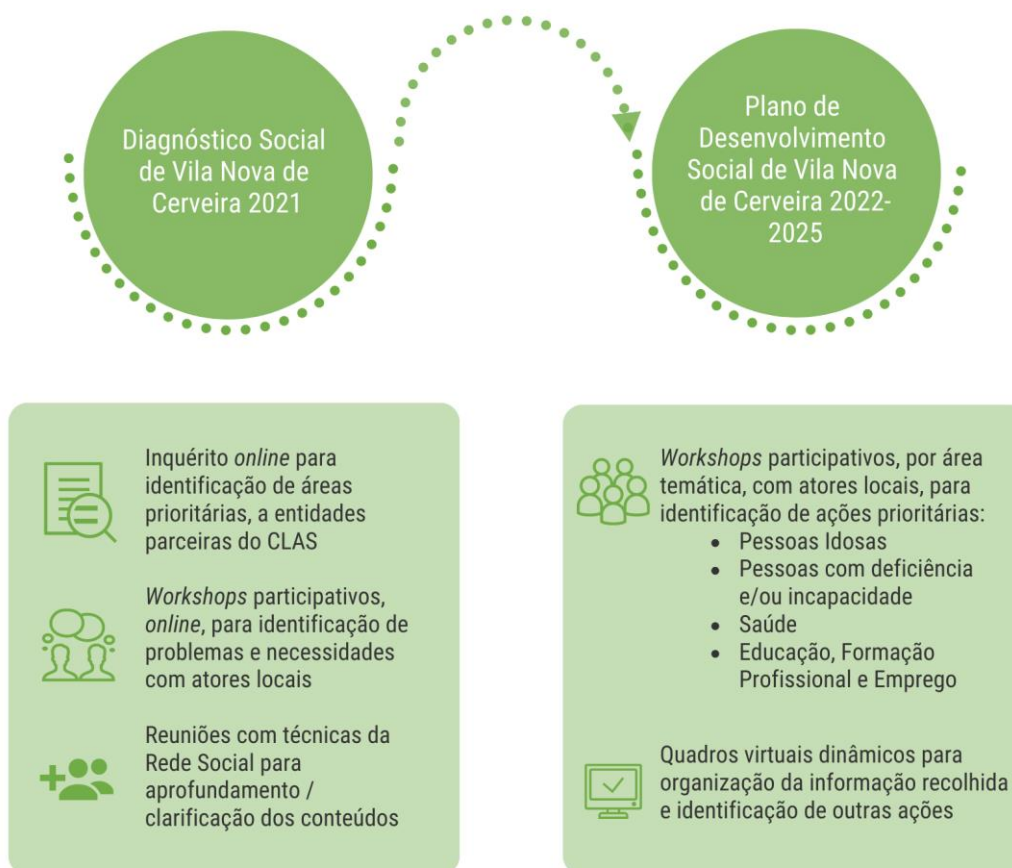 Diagnóstico Social
de Vila Nova de
Cerveira 2021
Plano de
Desenvolvimento
Social de Vila Nova
de Cerveira 2022-
2025
Inquérito online para
identificação de áreas
prioritárias, a entidades
parceiras do CLAS
Workshops participativos,
online, para identificação de
problemas e necessidades
com atores locais
Reuniões com técnicas da
Rede Social para
aprofundamento /
clarificação dos conteúdos
Workshops participativos, por área
temática, com atores locais, para
identificação de ações prioritárias:
• Pessoas Idosas
• Pessoas com deficiência
e/ou incapacidade
• Saúde
• Educação, Formação
Profissional e Emprego
Quadros virtuais dinâmicos para
organização da informação recolhida
e identificação de outras ações